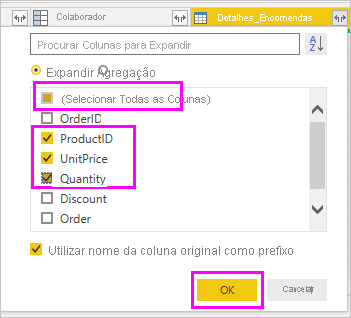 Colaborador Detalhes_Encomendas
Procurar Colunas para Expandir
A
Z
Expandir Agregação
(Selecionar Todas as Colunas)
OrderID
ProductID
UnitPrice
Quantity
Discount
Order
Utilizar nome da coluna original como prefixo
OK Cancelar